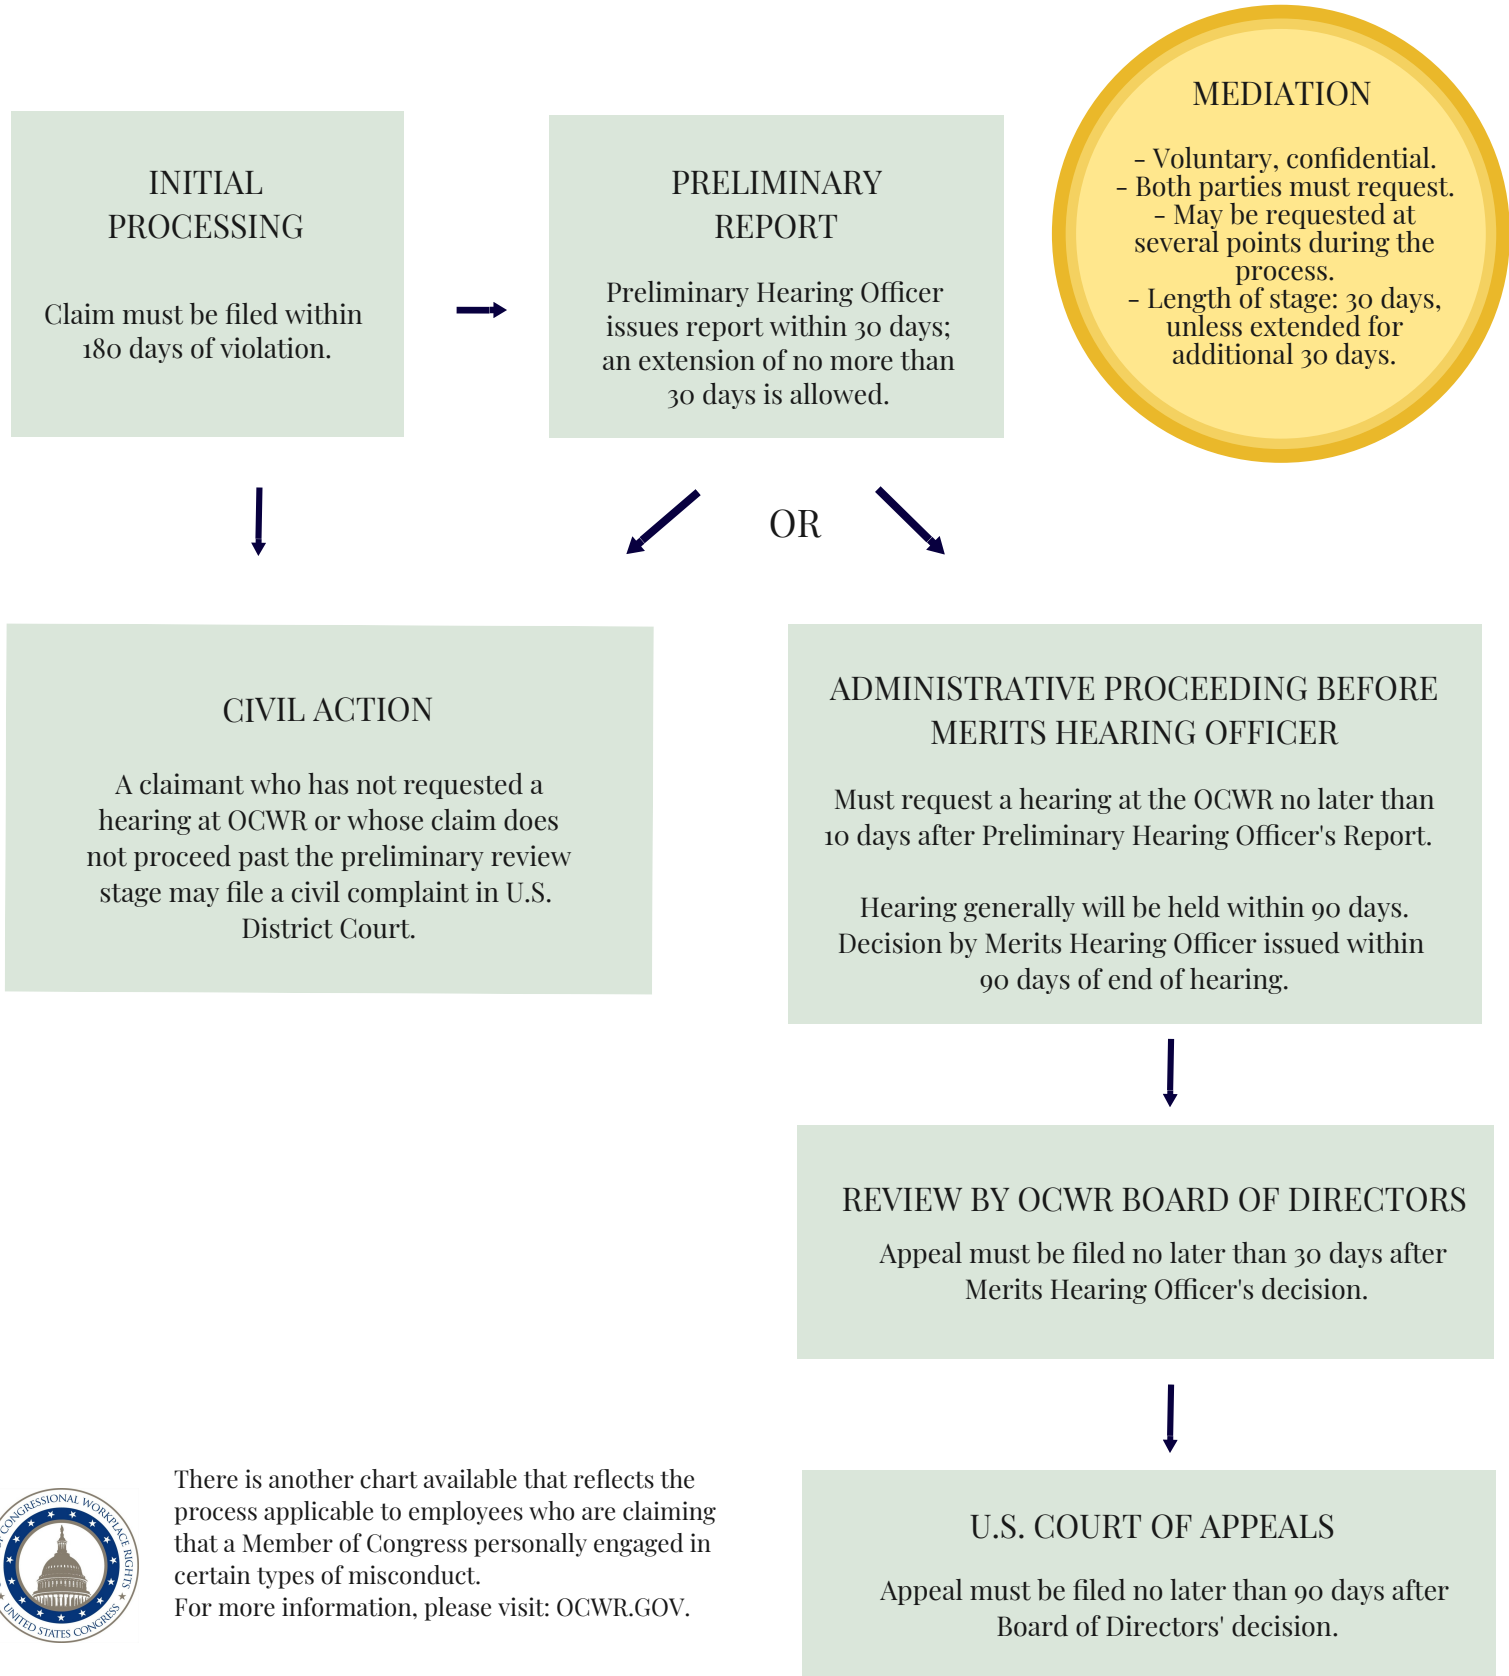 INITIAL
PROCESSING
Claim must be filed within
180 days of violation.
PRELIMINARY
REPORT
Preliminary Hearing Officer
issues report within 30 days;
an extension of no more than
30 days is allowed.
MEDIATION
- Voluntary, confidential.
- Both parties must request.
- May be requested at
several points during the
process.
- Length of stage: 30 days,
unless extended for
additional 30 days.
OR
CIVIL ACTION
A claimant who has not requested a
hearing at OCWR or whose claim does
not proceed past the preliminary review
stage may file a civil complaint in U.S.
District Court.
ADMINISTRATIVE PROCEEDING BEFORE
MERITS HEARING OFFICER
Must request a hearing at the OCWR no later than
10 days after Preliminary Hearing Officer's Report.
Hearing generally will be held within 90 days.
Decision by Merits Hearing Officer issued within
90 days of end of hearing.
REVIEW BY OCWR BOARD OF DIRECTORS
Appeal must be filed no later than 30 days after
Merits Hearing Officer's decision.
U.S. COURT OF APPEALS
Appeal must be filed no later than 90 days after
Board of Directors' decision.
There is another chart available that reflects the
process applicable to employees who are claiming
that a Member of Congress personally engaged in
certain types of misconduct.
For more information, please visit: OCWR.GOV.
CONGRESSIONAL WORKPLACE RIGHTS
UNITED STATES CONGRESS